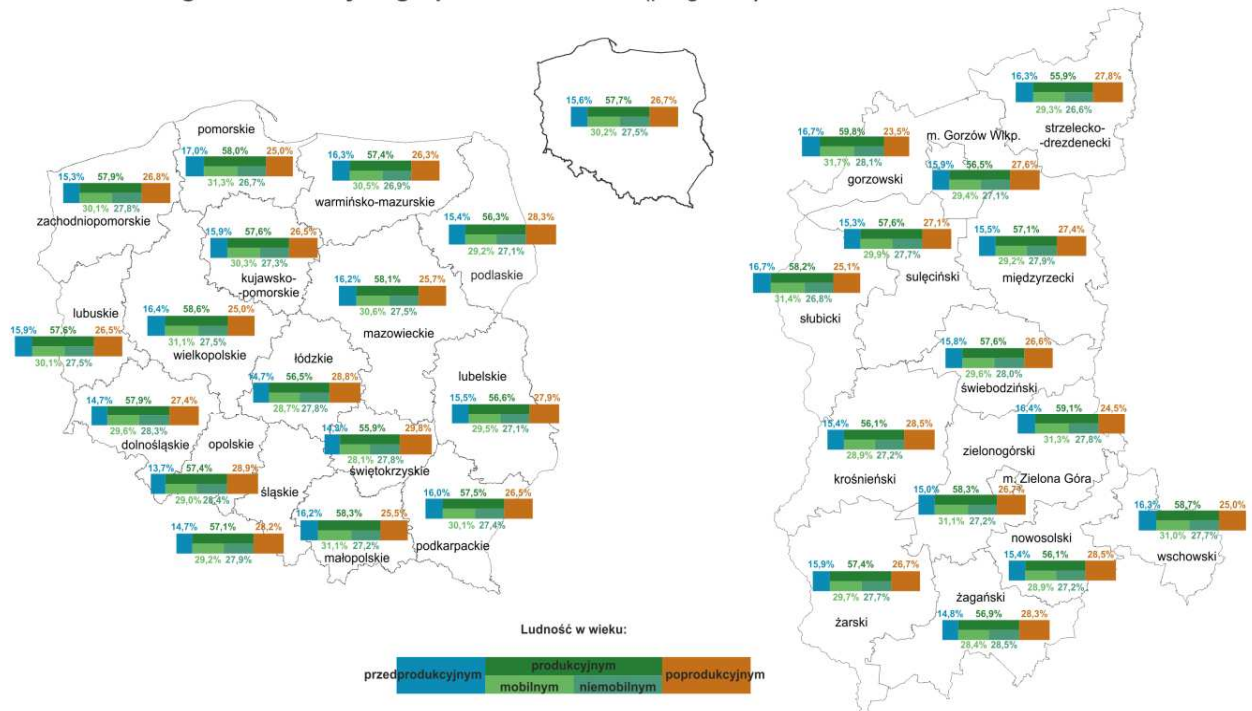 15,6% 57,7% 26,7%
30,2% 27,5%
pomorskie
17,0% 58,0% 25,0%
31,3% 26,7%
16,3% 57,4% 26,3%
30,5% 26,9%
warmińsko-mazurskie
15,3% 57,9% 26,8%
30,1% 27,8%
zachodniopomorskie
15,4% 56,3% 28,3%
29,2% 27,1%
podlaskie
15,9% 57,6% 26,5%
30,3% 27,3%
kujawsko-
-pomorskie
16,2% 58,1% 25,7%
30,6% 27,5%
mazowieckie
lubuskie
15,9% 57,6% 26,5%
30,1% 27,5%
16,4% 58,6% 25,0%
31,1% 27,5%
wielkopolskie
łódzkie
14,7% 56,5% 28,8%
28,7% 27,8%
lubelskie
15,5% 56,6% 27,9%
29,5% 27,1%
14,7% 57,9% 27,4%
29,6% 28,3%
dolnośląskie
opolskie
13,7% 57,4% 28,9%
29,0% 28,4%
55,9% 29,8%
28,1% 27,8%
świętokrzyskie
śląskie
14,7% 57,1% 28,2%
29,2% 27,9%
16,2% 58,3% 25,5%
31,1% 27,2%
małopolskie
16,0% 57,5% 26,5%
30,1% 27,4%
podkarpackie
16,3% 55,9% 27,8%
29,3% 26,6%
strzelecko-
-drezdenecki
16,7% 59,8% 23,5%
31,7% 28,1%
gorzowski
m. Gorzów Wlkp.
15,9% 56,5% 27,6%
29,4% 27,1%
15,3% 57,6% 27,1%
29,9% 27,7%
sulęciński
15,5% 57,1% 27,4%
29,2% 27,9%
międzyrzecki
16,7% 58,2% 25,1%
31,4% 26,8%
słubicki
15,8% 57,6% 26,6%
29,6% 28,0%
świebodziński
16,4% 59,1% 24,5%
31,3% 27,8%
zielonogórski
15,4% 56,1% 28,5%
28,9% 27,2%
krośnieński
m. Zielona Góra
15,0% 58,3% 26,7%
31,1% 27,2%
16,3% 58,7% 25,0%
31,0% 27,7%
wschowski
nowosolski
15,4% 56,1% 28,5%
28,9% 27,2%
15,9% 57,4% 26,7%
29,7% 27,7%
żarski
żagański
14,8% 56,9% 28,3%
28,4% 28,5%
Ludność w wieku:
przedprodukcyjnym produkcyjnym poprodukcyjnym
mobilnym niemobilnym